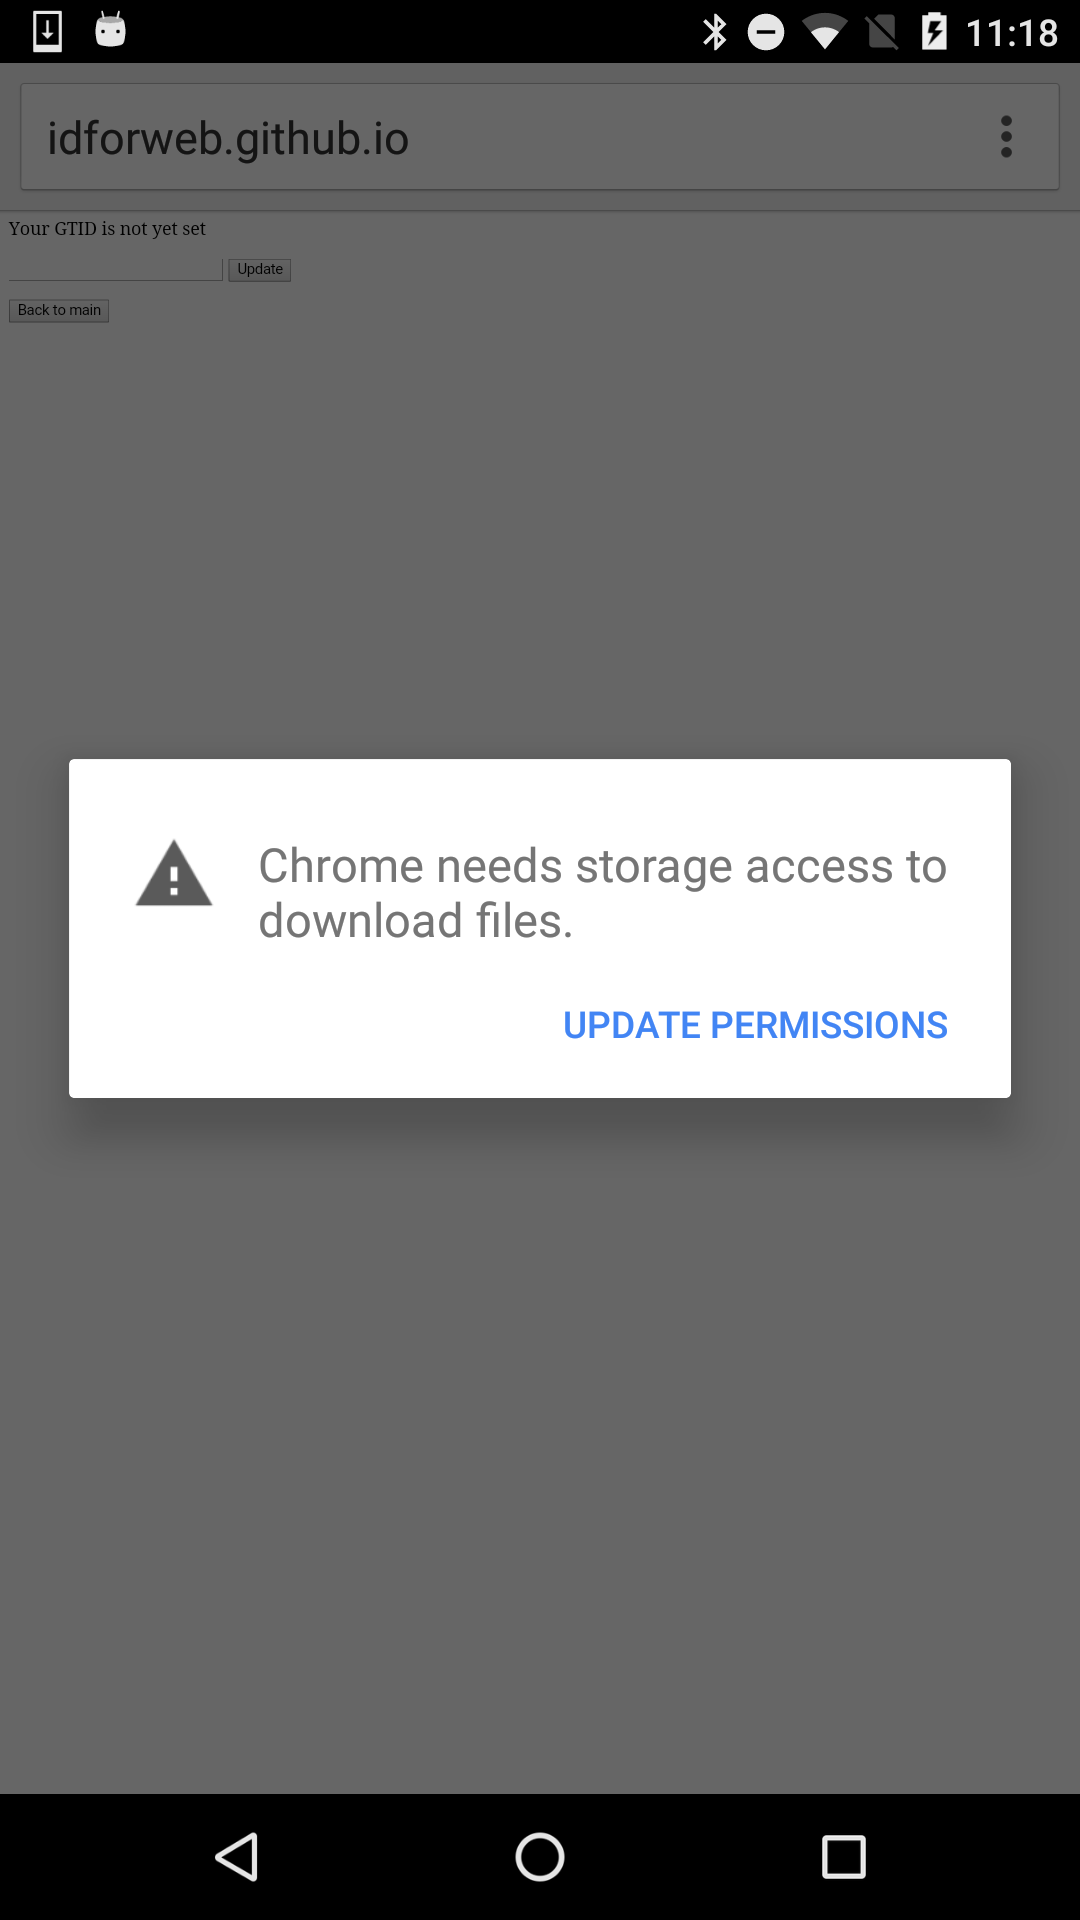 11:18
idforweb.github.io
Your GTID is not yet set
Update
Back to main
Chrome needs storage access to
download files.
UPDATE PERMISSIONS